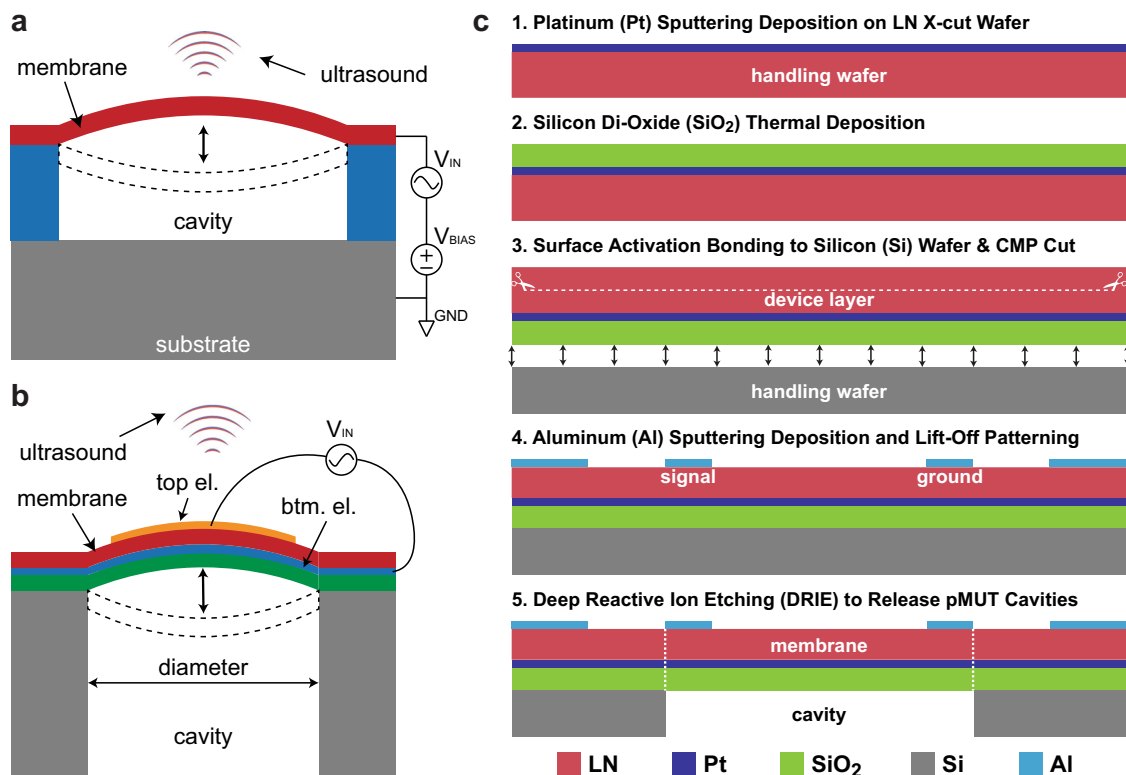 a
membrane
ultrasound
V_IN
cavity
V_BIAS
GND
substrate
b
ultrasound
V_IN
membrane
top el.
btm. el.
diameter
cavity
c
1. Platinum (Pt) Sputtering Deposition on LN X-cut Wafer
handling wafer
2. Silicon Di-Oxide (SiO₂) Thermal Deposition
3. Surface Activation Bonding to Silicon (Si) Wafer & CMP Cut
device layer
handling wafer
4. Aluminum (Al) Sputtering Deposition and Lift-Off Patterning
signal ground
5. Deep Reactive Ion Etching (DRIE) to Release pMUT Cavities
membrane
cavity
LN Pt SiO₂ Si Al